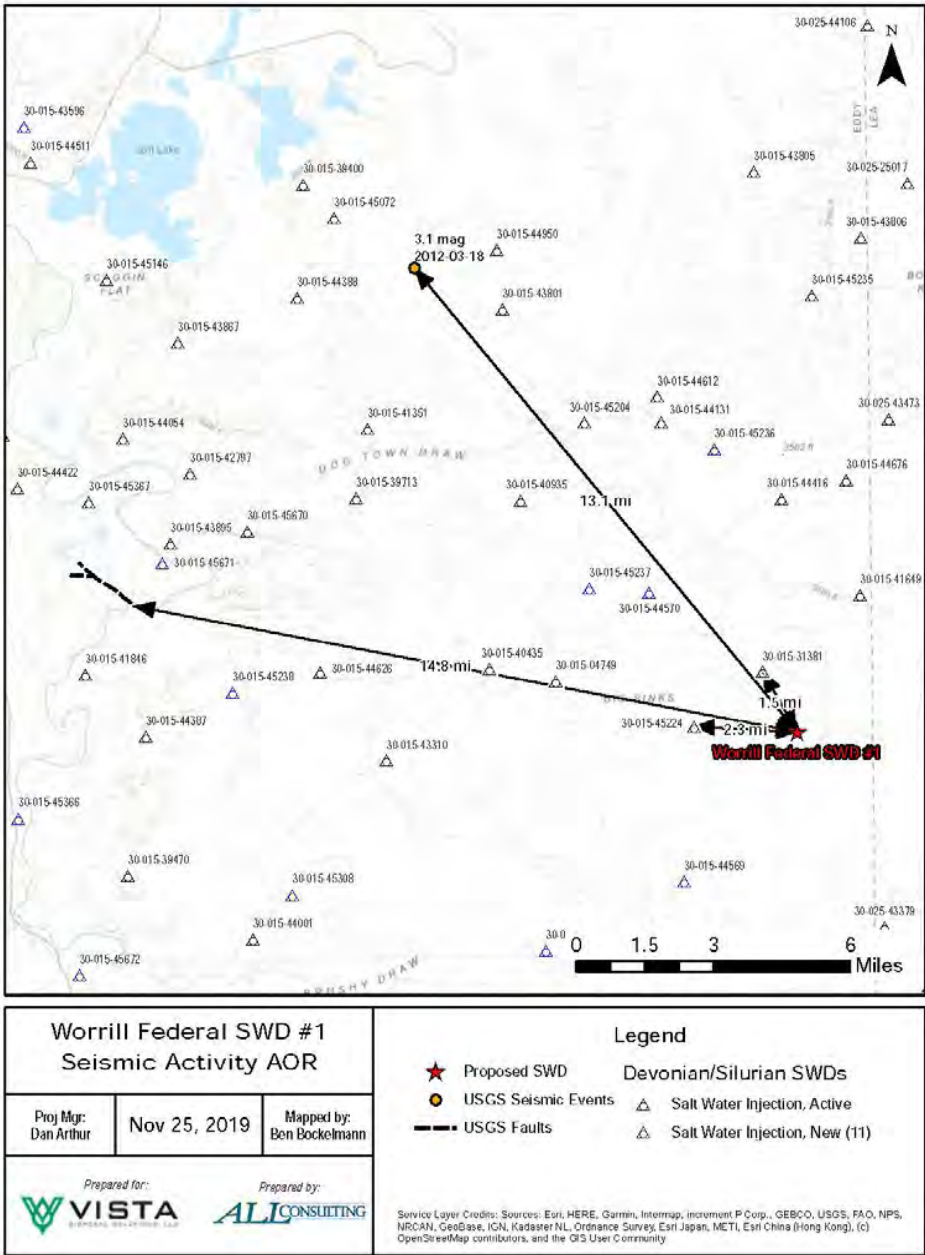 30-025-44106
N
30-015-43596
30-015-44511
Salt Lake
EDDY
LEA
30-015-39400
30-015-43805
30-025-25017
30-015-45072
3.1 mag
2012-03-18
30-015-44950
30-015-43806
30-015-45146
SCOGGIN
FLAT
30-015-44388
30-015-43801
30-015-45235
30-015-43867
30-015-44612
30-015-41351
30-015-45204
30-015-44131
30-025-43473
30-015-44054
DOG TOWN DRAW
30-015-45236
3502 ft
30-015-42797
30-015-44422
30-015-45367
30-015-39713
30-015-40935
13.1 mi
30-015-44416
30-015-44676
30-015-45670
30-015-43895
30-015-45671
30-015-45237
30-015-44570
30-015-41649
30-015-41846
30-015-44626
14.8 mi
30-015-40435
30-015-04749
30-015-31381
30-015-45238
BIG SINKS
1.5 mi
30-015-45224
2.3 mi
30-015-44387
Worrill Federal SWD #1
30-015-43310
30-015-45366
30-015-39470
30-015-44569
30-015-45308
30-025-43379
30-015-44001
30-0
0 1.5 3 6
Miles
30-015-45672
BRUSHY DRAW
Worrill Federal SWD #1
Seismic Activity AOR
Proj Mgr:
Dan Arthur
Nov 25, 2019
Mapped by:
Ben Bockelmann
Prepared for:
VISTA
DISPOSAL SOLUTIONS, LLC
Prepared by:
ALL CONSULTING
Legend
Proposed SWD
USGS Seismic Events
USGS Faults
Devonian/Silurian SWDs
Salt Water Injection, Active
Salt Water Injection, New (11)
Service Layer Credits: Sources: Esri, HERE, Garmin, Intermap, increment P Corp., GEBCO, USGS, FAO, NPS,
NRCAN, GeoBase, IGN, Kadaster NL, Ordnance Survey, Esri Japan, METI, Esri China (Hong Kong), (c)
OpenStreetMap contributors, and the GIS User Community